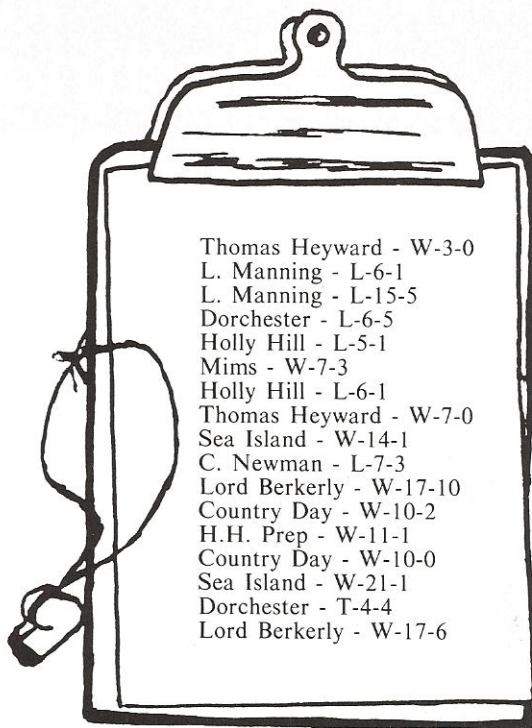 Thomas Heyward - W-3-0
L. Manning - L-6-1
L. Manning - L-15-5
Dorchester - L-6-5
Holly Hill - L-5-1
Mims - W-7-3
Holly Hill - L-6-1
Thomas Heyward - W-7-0
Sea Island - W-14-1
C. Newman - L-7-3
Lord Berkerly - W-17-10
Country Day - W-10-2
H.H. Prep - W-11-1
Country Day - W-10-0
Sea Island - W-21-1
Dorchester - T-4-4
Lord Berkerly - W-17-6